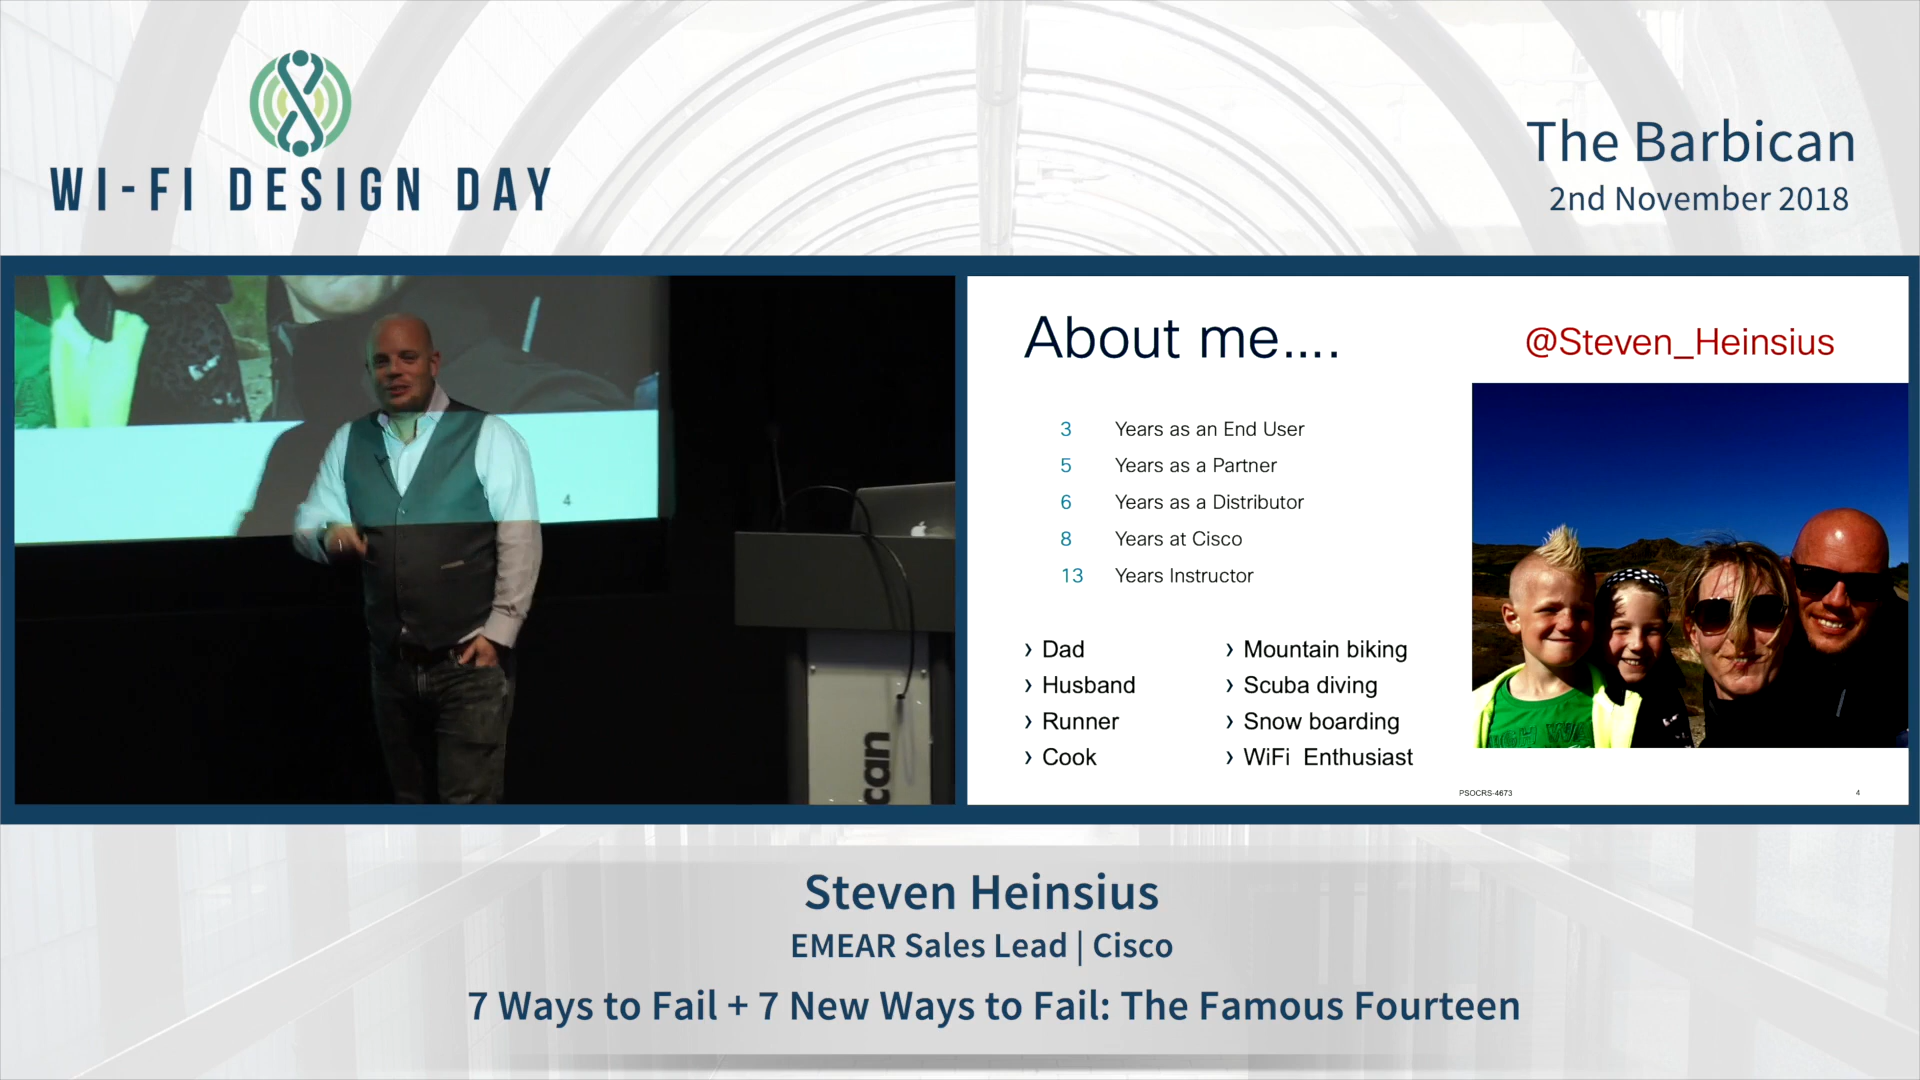 WI-FI DESIGN DAY
The Barbican
2nd November 2018
4
can
About me....
@Steven_Heinsius
3 Years as an End User
5 Years as a Partner
6 Years as a Distributor
8 Years at Cisco
13 Years Instructor
› Dad
› Husband
› Runner
› Cook
› Mountain biking
› Scuba diving
› Snow boarding
› WiFi Enthusiast
PSOCRS-4673
4
Steven Heinsius
EMEAR Sales Lead | Cisco
7 Ways to Fail + 7 New Ways to Fail: The Famous Fourteen